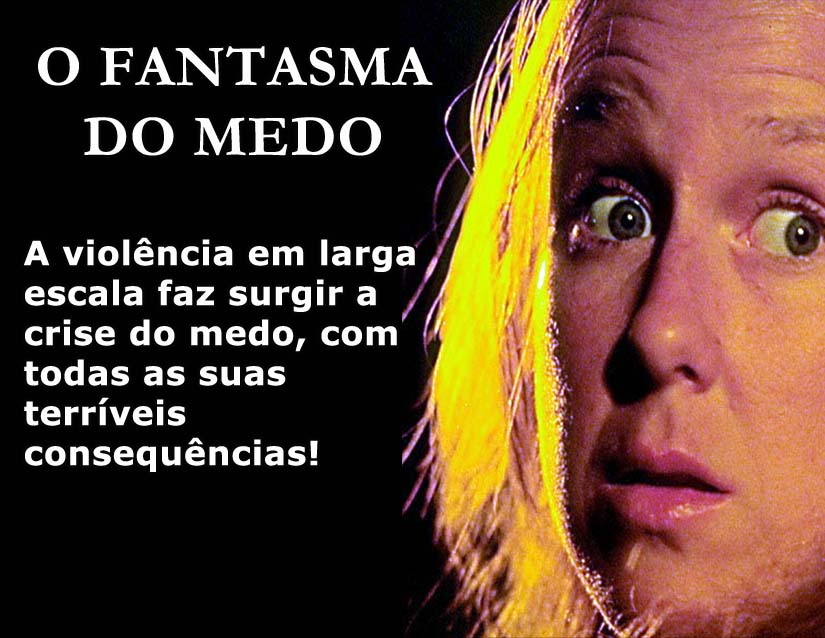 O FANTASMA
DO MEDO
A violência em larga
escala faz surgir a
crise do medo, com
todas as suas
terríveis
consequências!